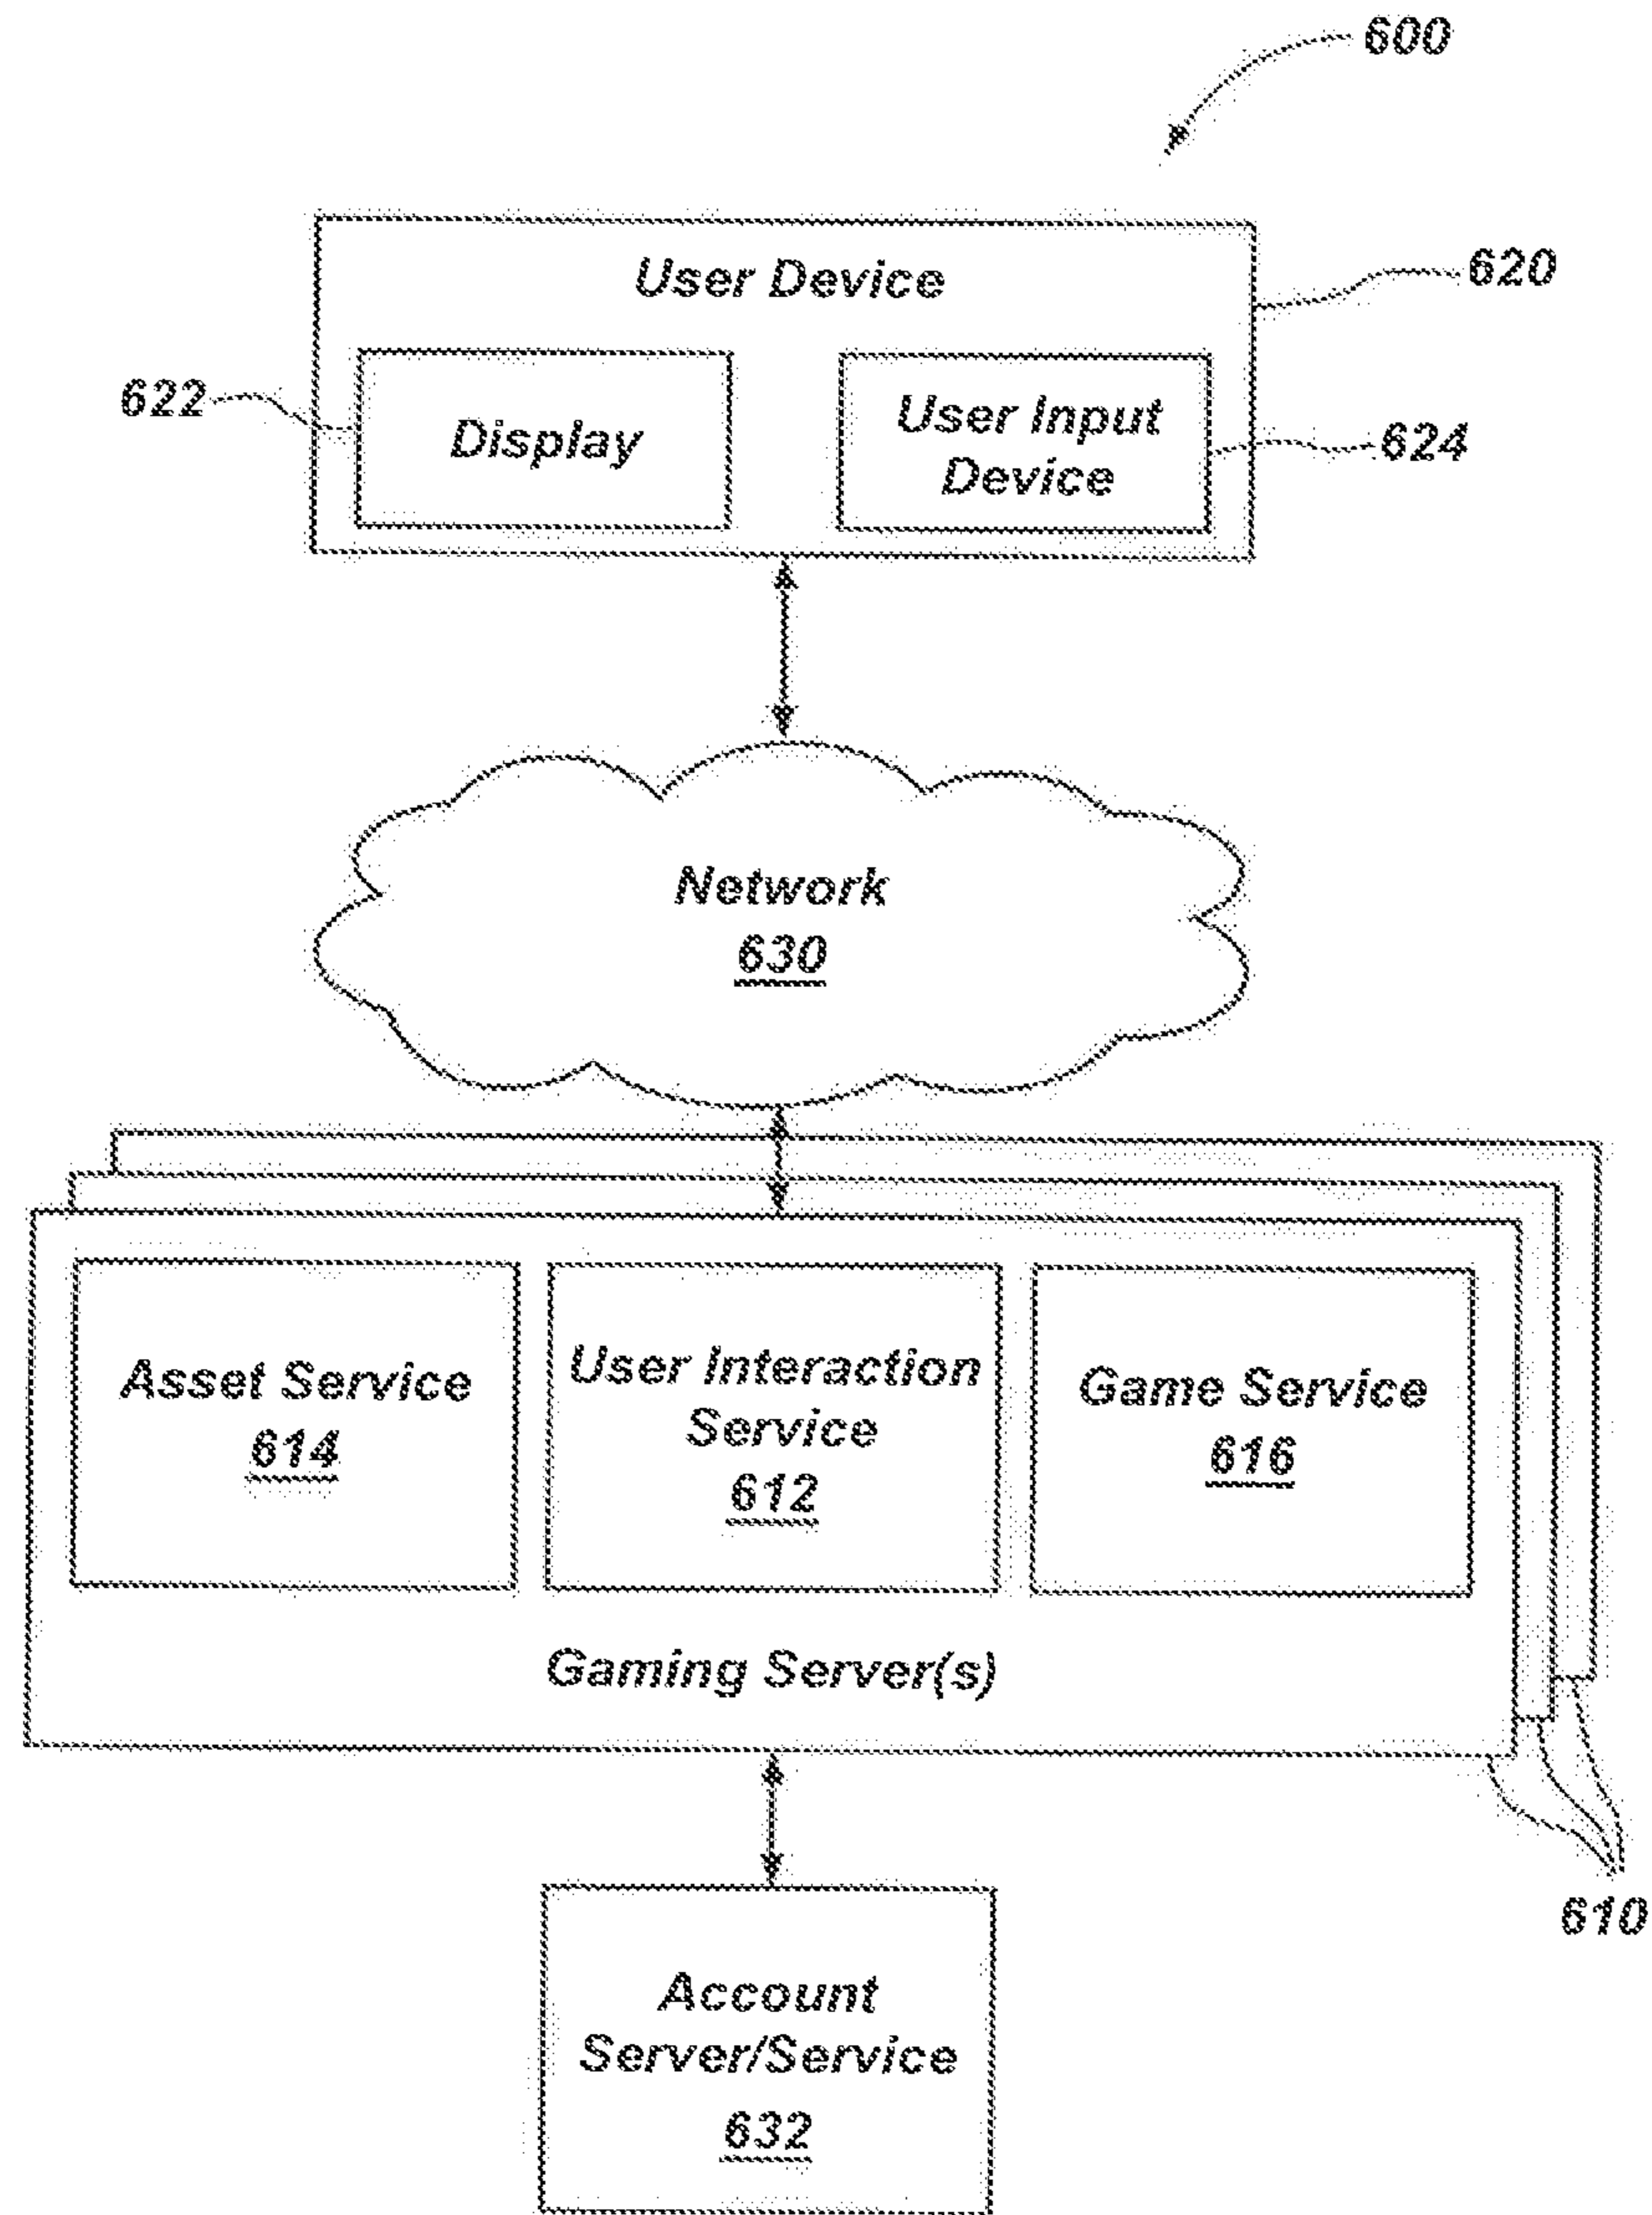 600
User Device
620
622
Display
User Input
Device
624
Network
630
Asset Service
614
User Interaction
Service
612
Game Service
616
Gaming Server(s)
610
Account
Server/Service
632